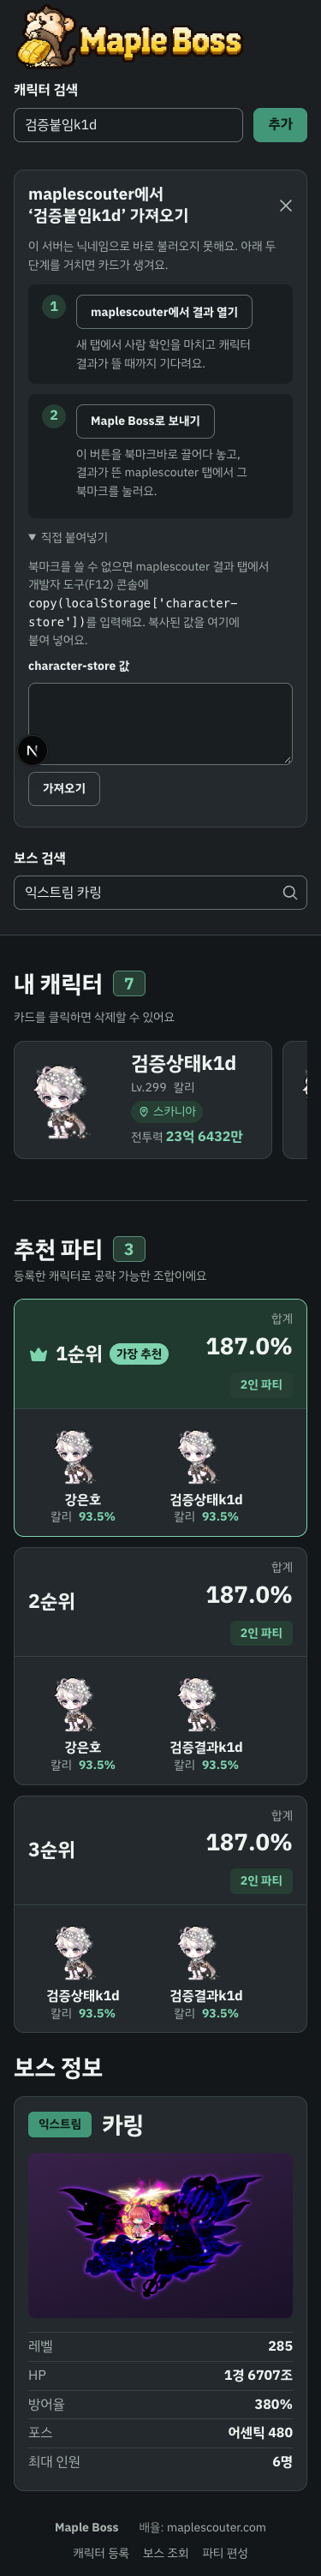 Maple Boss
캐릭터 검색
검증붙임k1d
추가
maplescouter에서
‘검증붙임k1d’ 가져오기
이 서버는 닉네임으로 바로 불러오지 못해요. 아래 두
단계를 거치면 카드가 생겨요.
1
maplescouter에서 결과 열기
새 탭에서 사람 확인을 마치고 캐릭터
결과가 뜰 때까지 기다려요.
2
Maple Boss로 보내기
이 버튼을 북마크바로 끌어다 놓고,
결과가 뜬 maplescouter 탭에서 그
북마크를 눌러요.
▼ 직접 붙여넣기
북마크를 쓸 수 없으면 maplescouter 결과 탭에서
개발자 도구(F12) 콘솔에
copy(localStorage['character-
store'])를 입력해요. 복사된 값을 여기에
붙여 넣어요.
character-store 값
N
가져오기
보스 검색
익스트림 카링
내 캐릭터 7
카드를 클릭하면 삭제할 수 있어요
검증상태k1d
Lv.299 칼리
스카니아
전투력 23억 6432만
추천 파티 3
등록한 캐릭터로 공략 가능한 조합이에요
1순위 가장 추천
합계
187.0%
2인 파티
강은호
칼리 93.5%
검증상태k1d
칼리 93.5%
2순위
합계
187.0%
2인 파티
강은호
칼리 93.5%
검증결과k1d
칼리 93.5%
3순위
합계
187.0%
2인 파티
검증상태k1d
칼리 93.5%
검증결과k1d
칼리 93.5%
보스 정보
익스트림 카링
레벨 285
HP 1경 6707조
방어율 380%
포스 어센틱 480
최대 인원 6명
Maple Boss 배율: maplescouter.com
캐릭터 등록 보스 조회 파티 편성